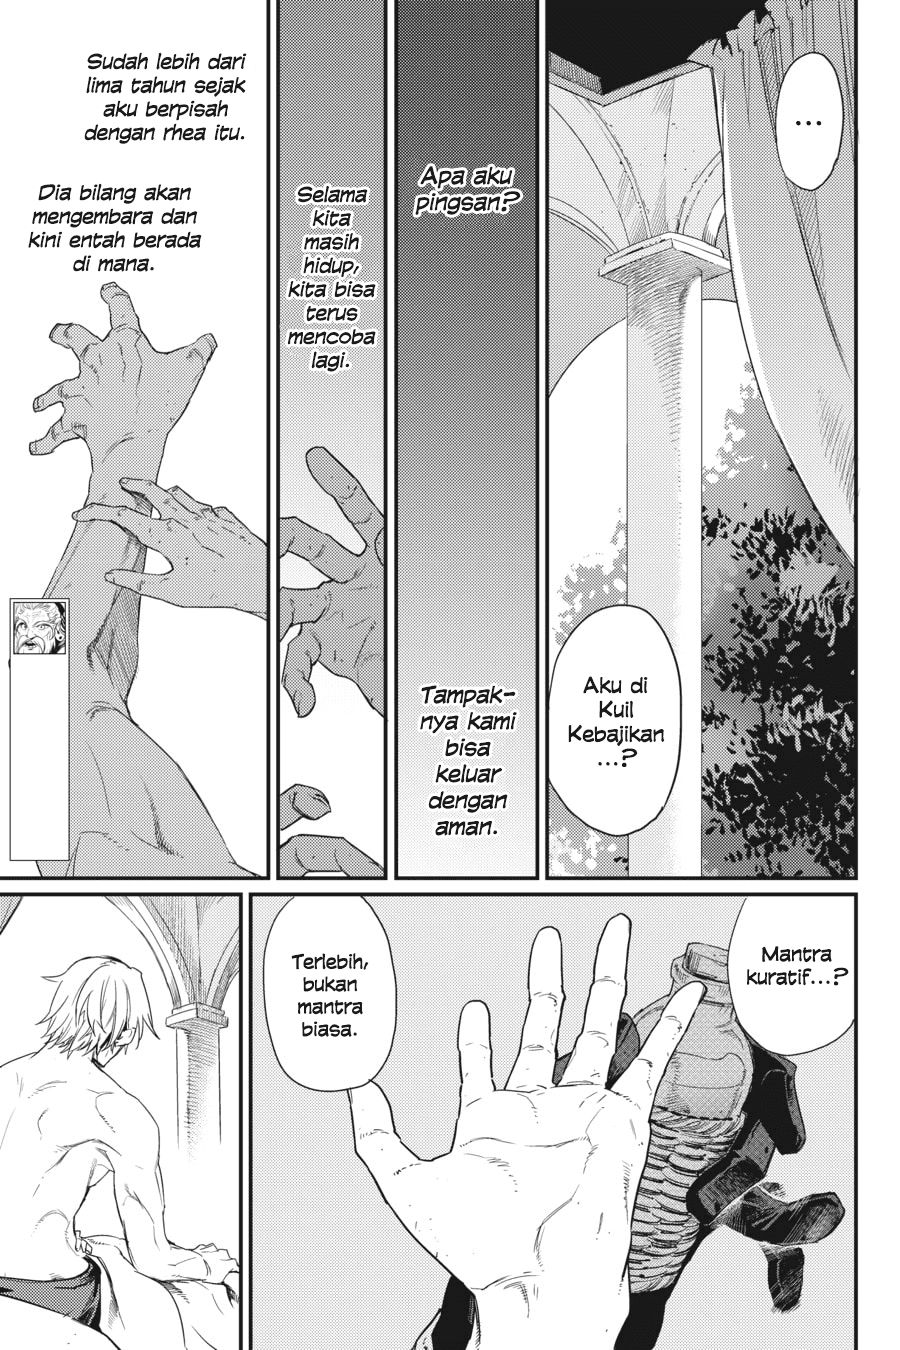 ...
Aku di
Kuil
Kebajikan
...?
Apa aku
pingsan?
Tampak-
nya kami
bisa
keluar
dengan
aman.
Selama
kita
masih
hidup,
kita bisa
terus
mencoba
lagi.
Sudah lebih dari
lima tahun sejak
aku berpisah
dengan rhea itu.
Dia bilang akan
mengembara dan
kini entah berada
di mana.
Mantra
kuratif...?
Terlebih,
bukan
mantra
biasa.